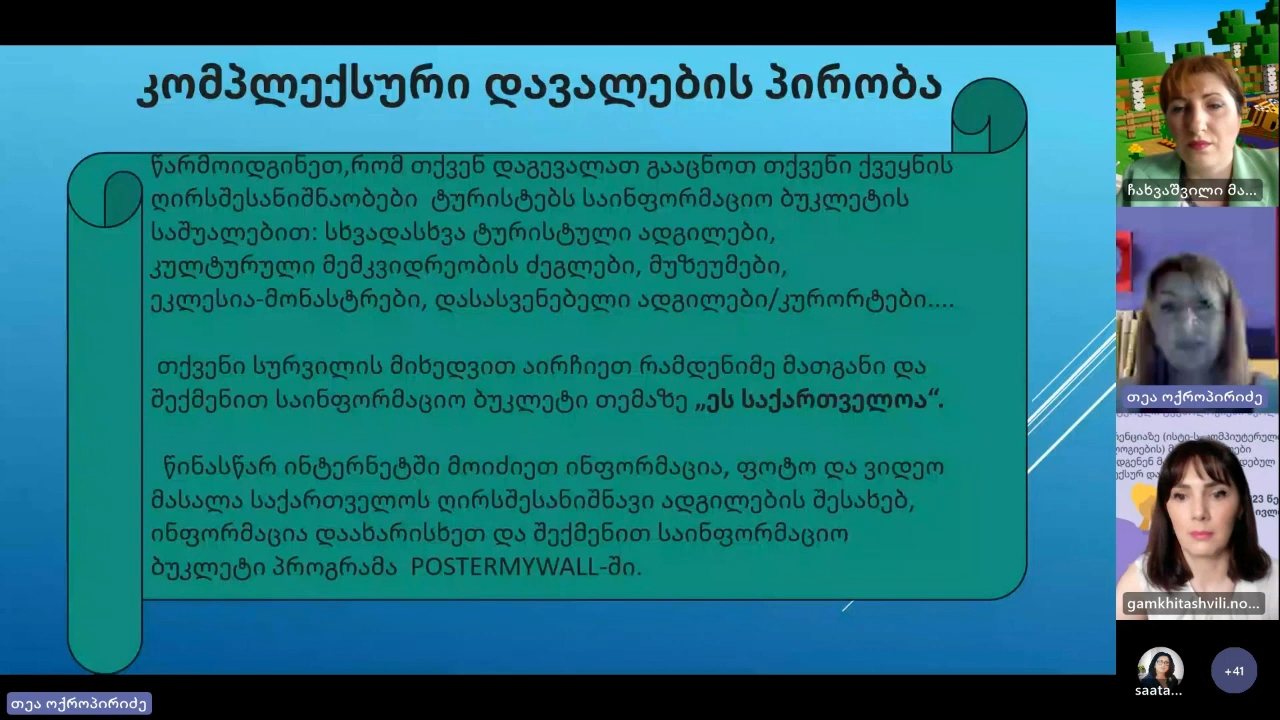 კომპლექსური დავალების პირობა
წარმოიდგინეთ,რომ თქვენ დაგევალათ გააცნოთ თქვენი ქვეყნის
ღირსშესანიშნაობები ტურისტებს საინფორმაციო ბუკლეტის
საშუალებით: სხვადასხვა ტურისტული ადგილები,
კულტურული მემკვიდრეობის ძეგლები, მუზეუმები,
ეკლესია-მონასტრები, დასასვენებელი ადგილები/კურორტები....
თქვენი სურვილის მიხედვით აირჩიეთ რამდენიმე მათგანი და
შექმენით საინფორმაციო ბუკლეტი თემაზე „ეს საქართველოა“.
წინასწარ ინტერნეტში მოიძიეთ ინფორმაცია, ფოტო და ვიდეო
მასალა საქართველოს ღირსშესანიშნავი ადგილების შესახებ,
ინფორმაცია დაახარისხეთ და შექმენით საინფორმაციო
ბუკლეტი პროგრამა POSTERMYWALL-ში.
ჩახვაშვილი მა...
თეა ოქროპირიძე
gamkhitashvili.no...
saata...
+41
თეა ოქროპირიძე